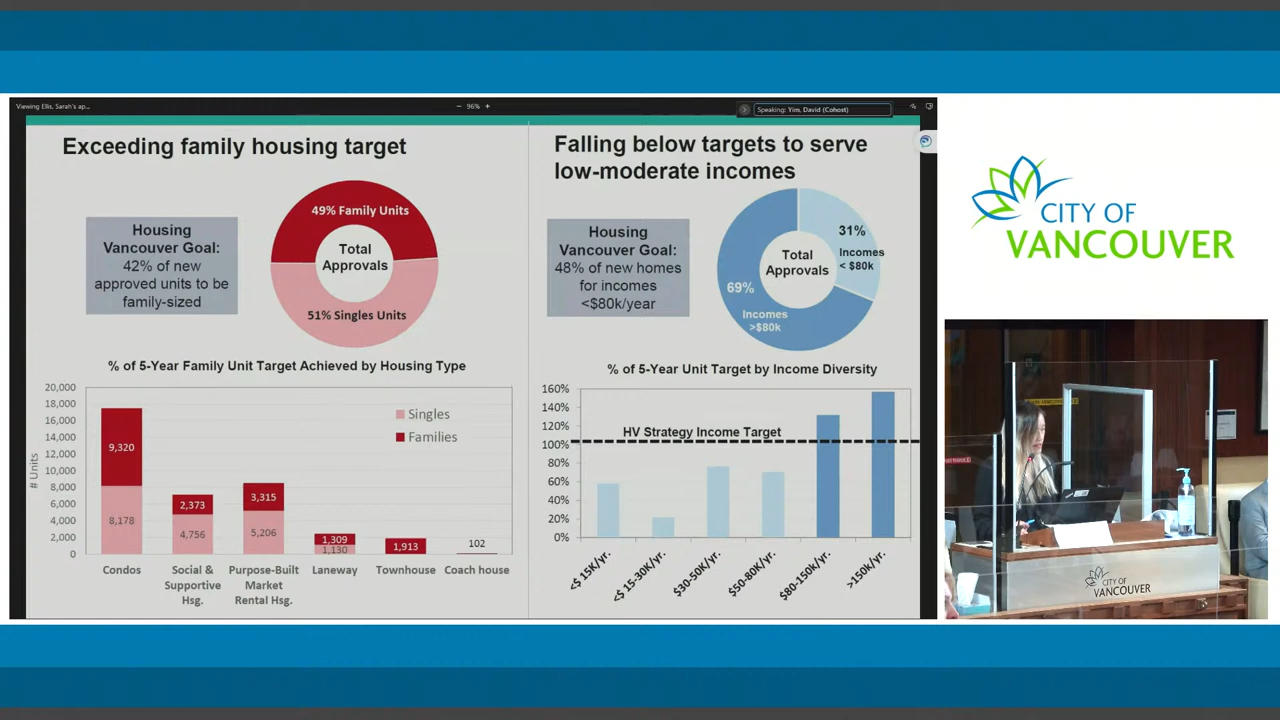 Viewing Ellis, Sarah's ap...
− 96% +
Speaking: Yim, David (Cohost)
Exceeding family housing target
Housing
Vancouver Goal:
42% of new
approved units to be
family-sized
49% Family Units
Total
Approvals
51% Singles Units
% of 5-Year Family Unit Target Achieved by Housing Type
# Units
20,000
18,000
16,000
14,000
12,000
10,000
8,000
6,000
4,000
2,000
0
Singles
Families
9,320
8,178
2,373
4,756
3,315
5,206
1,309
1,130
1,913
102
Condos
Social &
Supportive
Hsg.
Purpose-Built
Market
Rental Hsg.
Laneway
Townhouse
Coach house
Falling below targets to serve
low-moderate incomes
Housing
Vancouver Goal:
48% of new homes
for incomes
<$80k/year
31%
Incomes
< $80k
Total
Approvals
69%
Incomes
>$80k
% of 5-Year Unit Target by Income Diversity
160%
140%
120%
100%
80%
60%
40%
20%
0%
HV Strategy Income Target
<$ 15K/yr.
<$ 15-30K/yr.
$30-50K/yr.
$50-80K/yr.
$80-150k/yr.
>150k/yr.
CITY OF
VANCOUVER
CITY OF
VANCOUVER